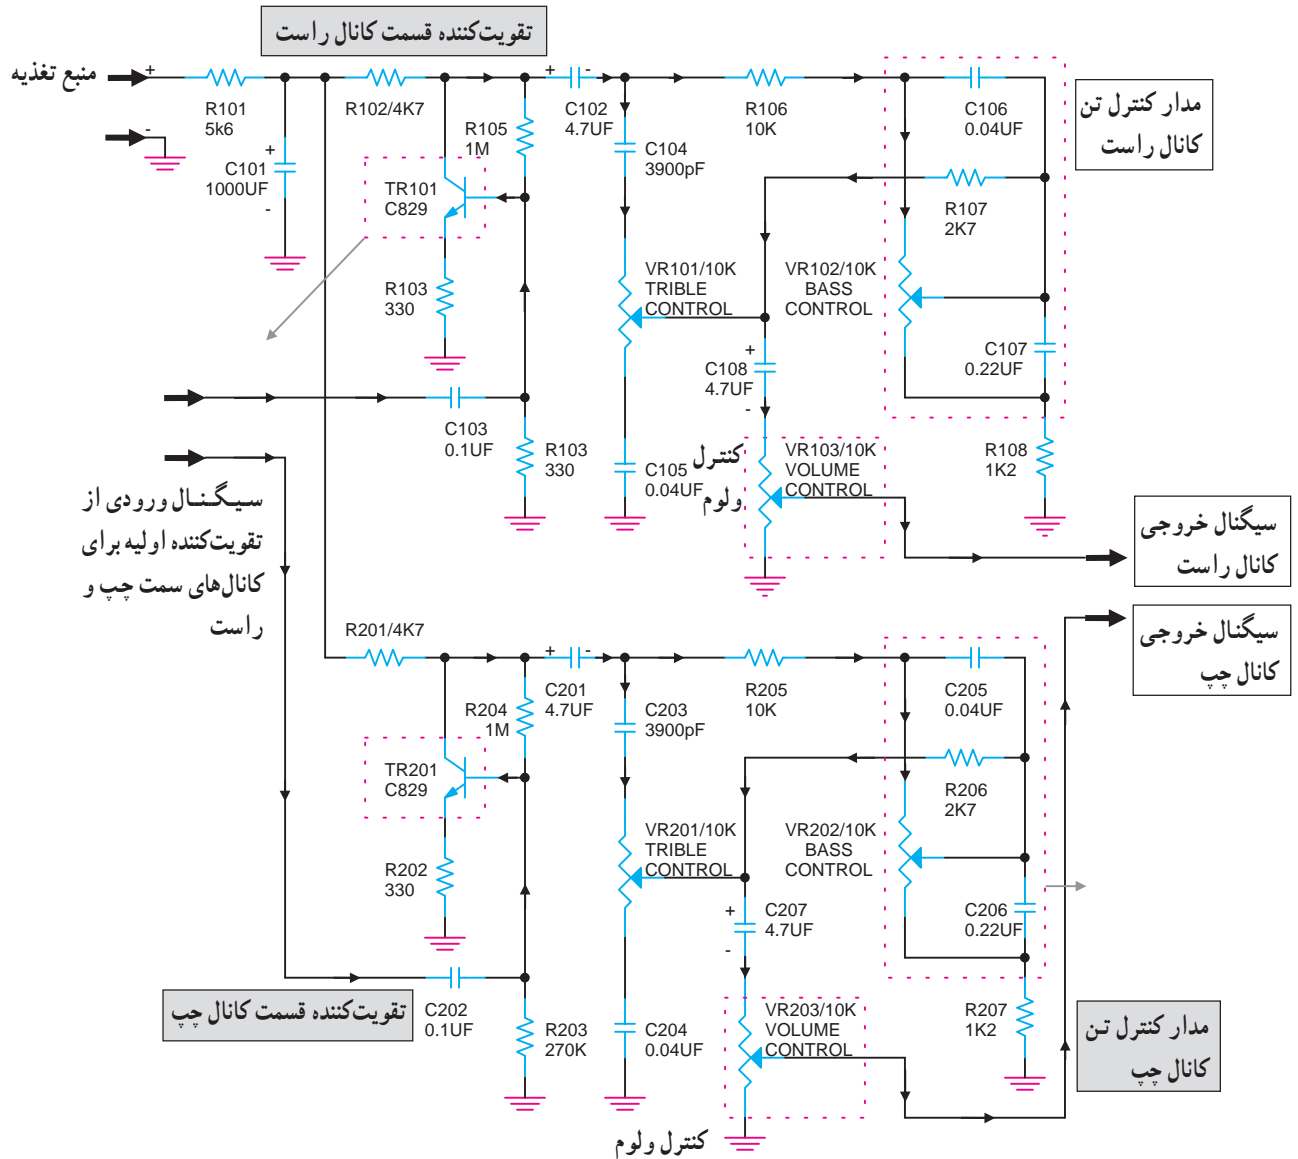 تقویت‌کننده قسمت کانال راست
منبع تغذیه
+
-
R101
5k6
R102/4K7
C101
1000UF
+
-
R105
1M
+ -
C102
4.7UF
C104
3900pF
R106
10K
C106
0.04UF
مدار کنترل تن
کانال راست
TR101
C829
R107
2K7
R103
330
VR101/10K
TRIBLE
CONTROL
VR102/10K
BASS
CONTROL
C107
0.22UF
+
C108
4.7UF
-
C103
0.1UF
R103
330
C105
0.04UF
کنترل
ولوم
VR103/10K
VOLUME
CONTROL
R108
1K2
سیگنال ورودی از
تقویت‌کننده اولیه برای
کانال‌های سمت چپ و
راست
سیگنال خروجی
کانال راست
سیگنال خروجی
کانال چپ
R201/4K7
R204
1M
+ -
C201
4.7UF
C203
3900pF
R205
10K
C205
0.04UF
TR201
C829
R206
2K7
R202
330
VR201/10K
TRIBLE
CONTROL
VR202/10K
BASS
CONTROL
+
C207
4.7UF
-
C206
0.22UF
تقویت‌کننده قسمت کانال چپ
C202
0.1UF
R203
270K
C204
0.04UF
VR203/10K
VOLUME
CONTROL
R207
1K2
مدار کنترل تن
کانال چپ
کنترل ولوم